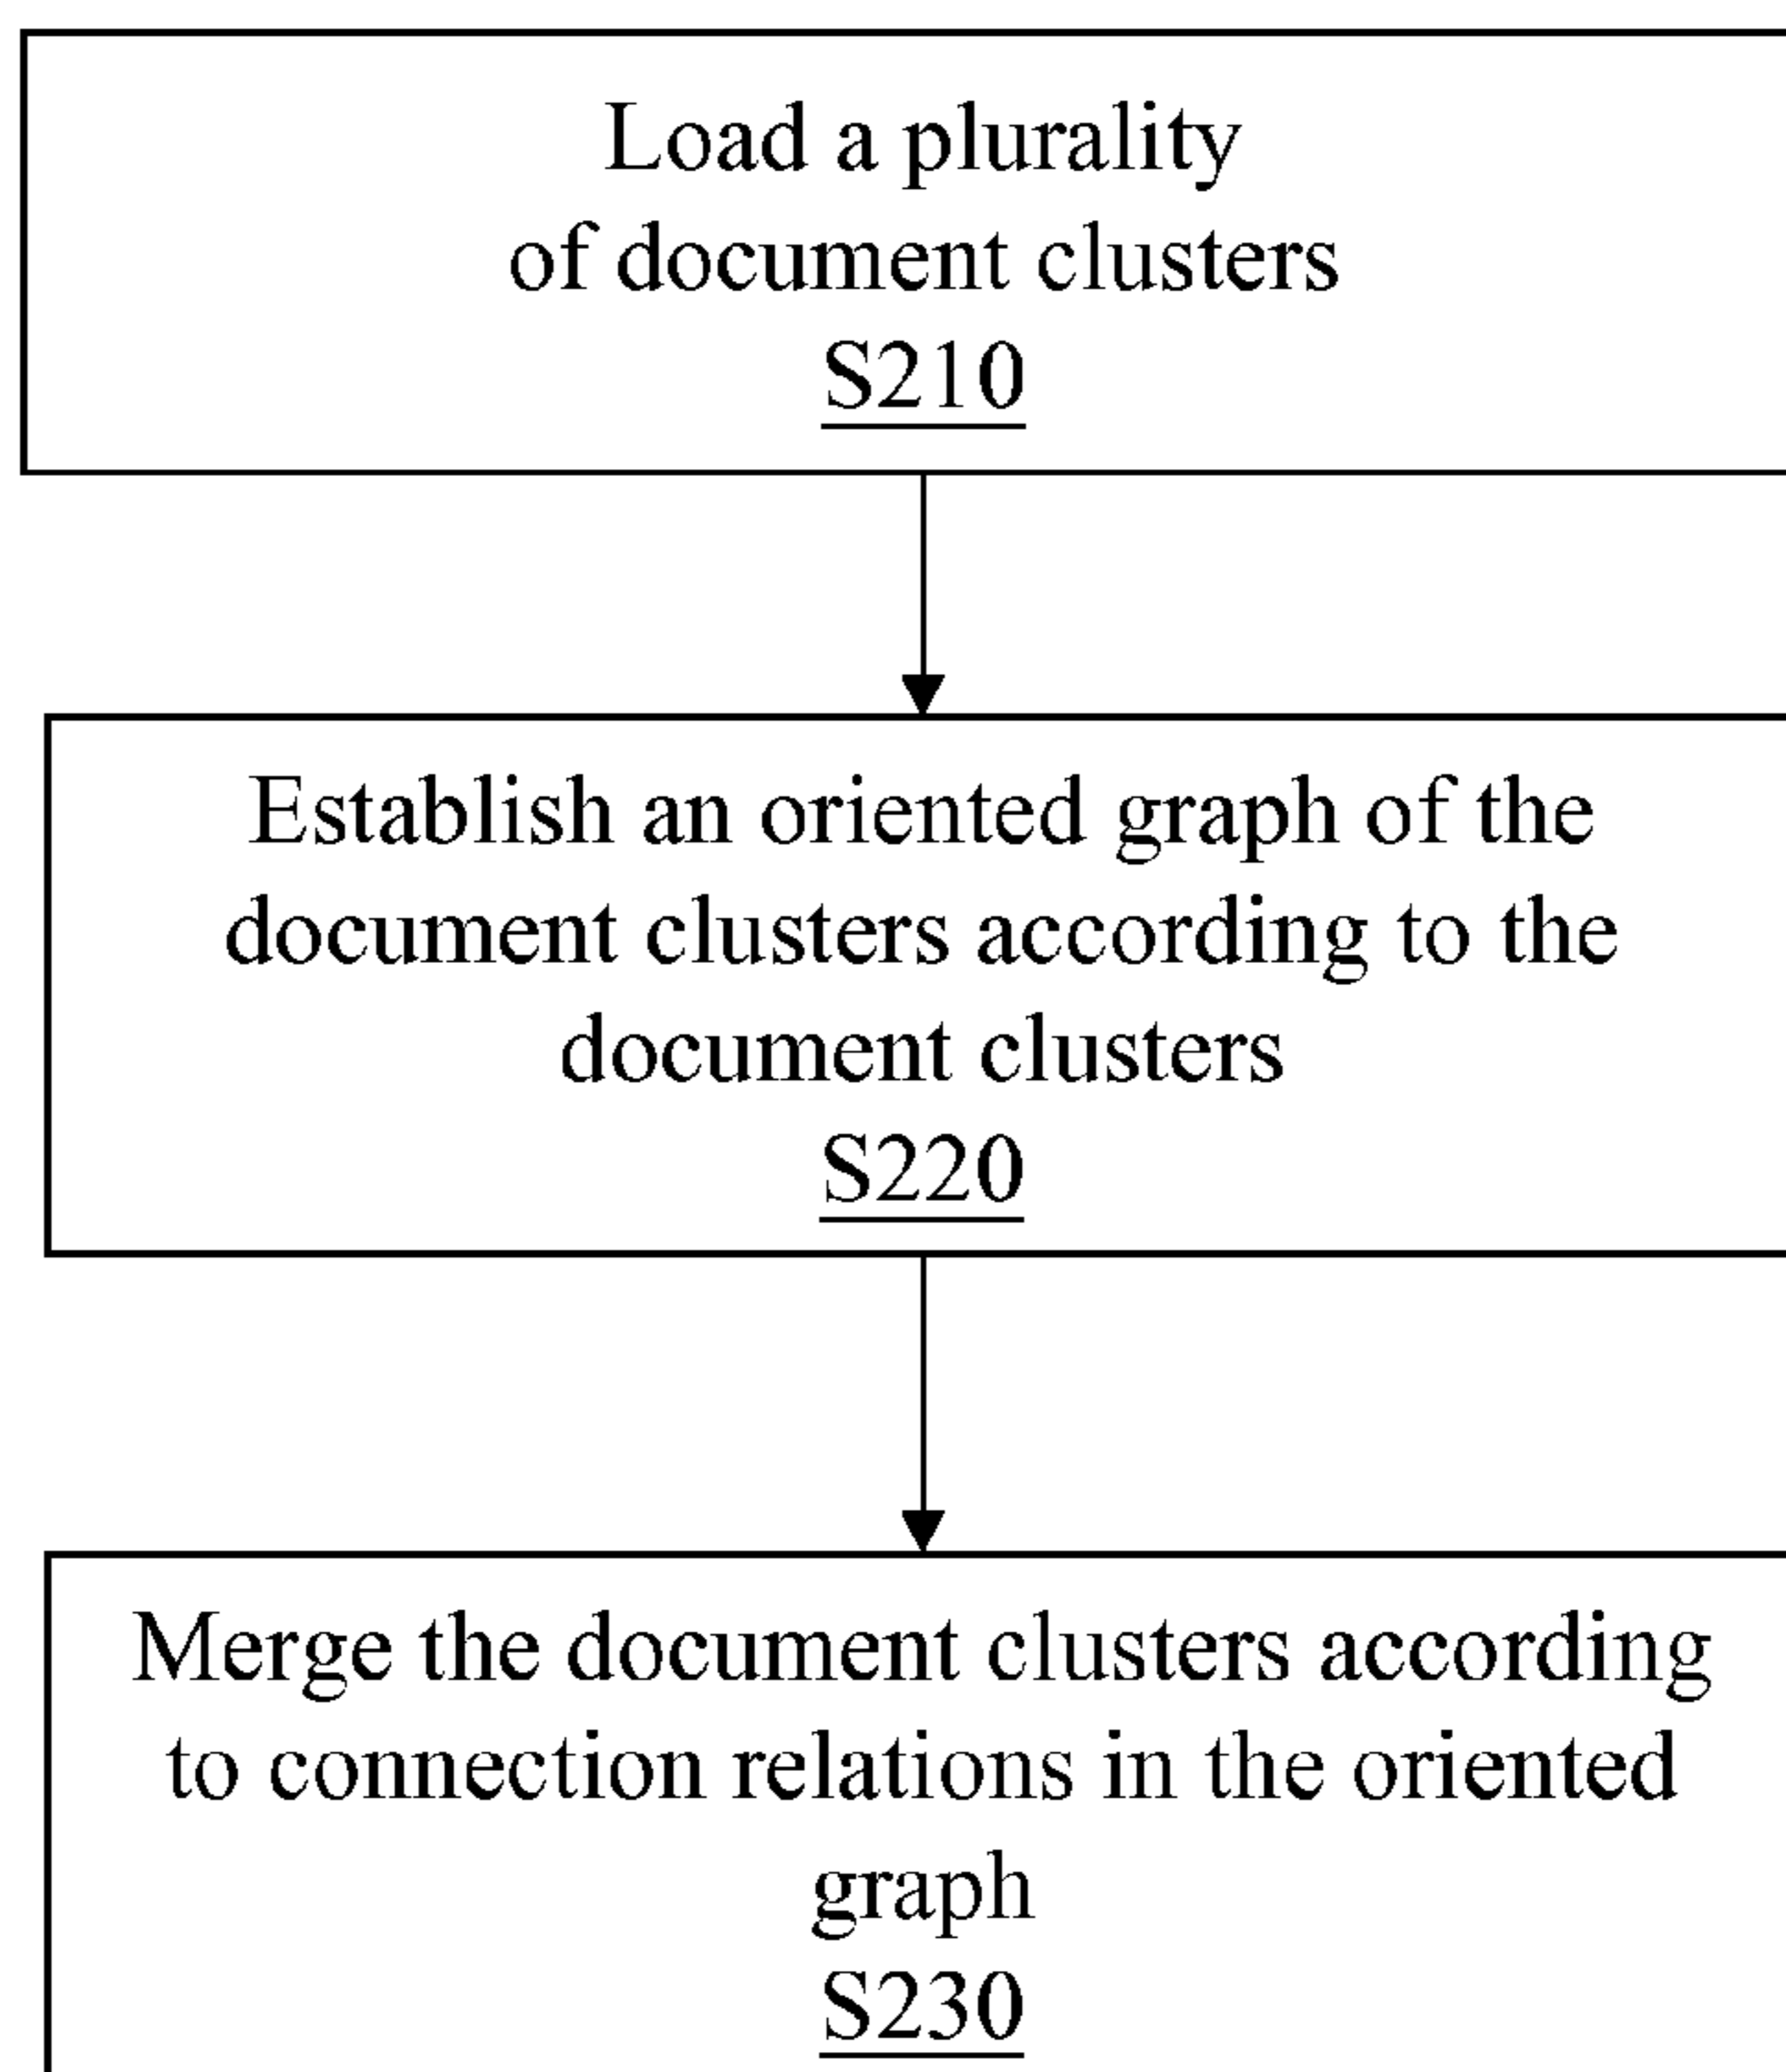 Load a plurality
of document clusters
S210
Establish an oriented graph of the
document clusters according to the
document clusters
S220
Merge the document clusters according
to connection relations in the oriented
graph
S230